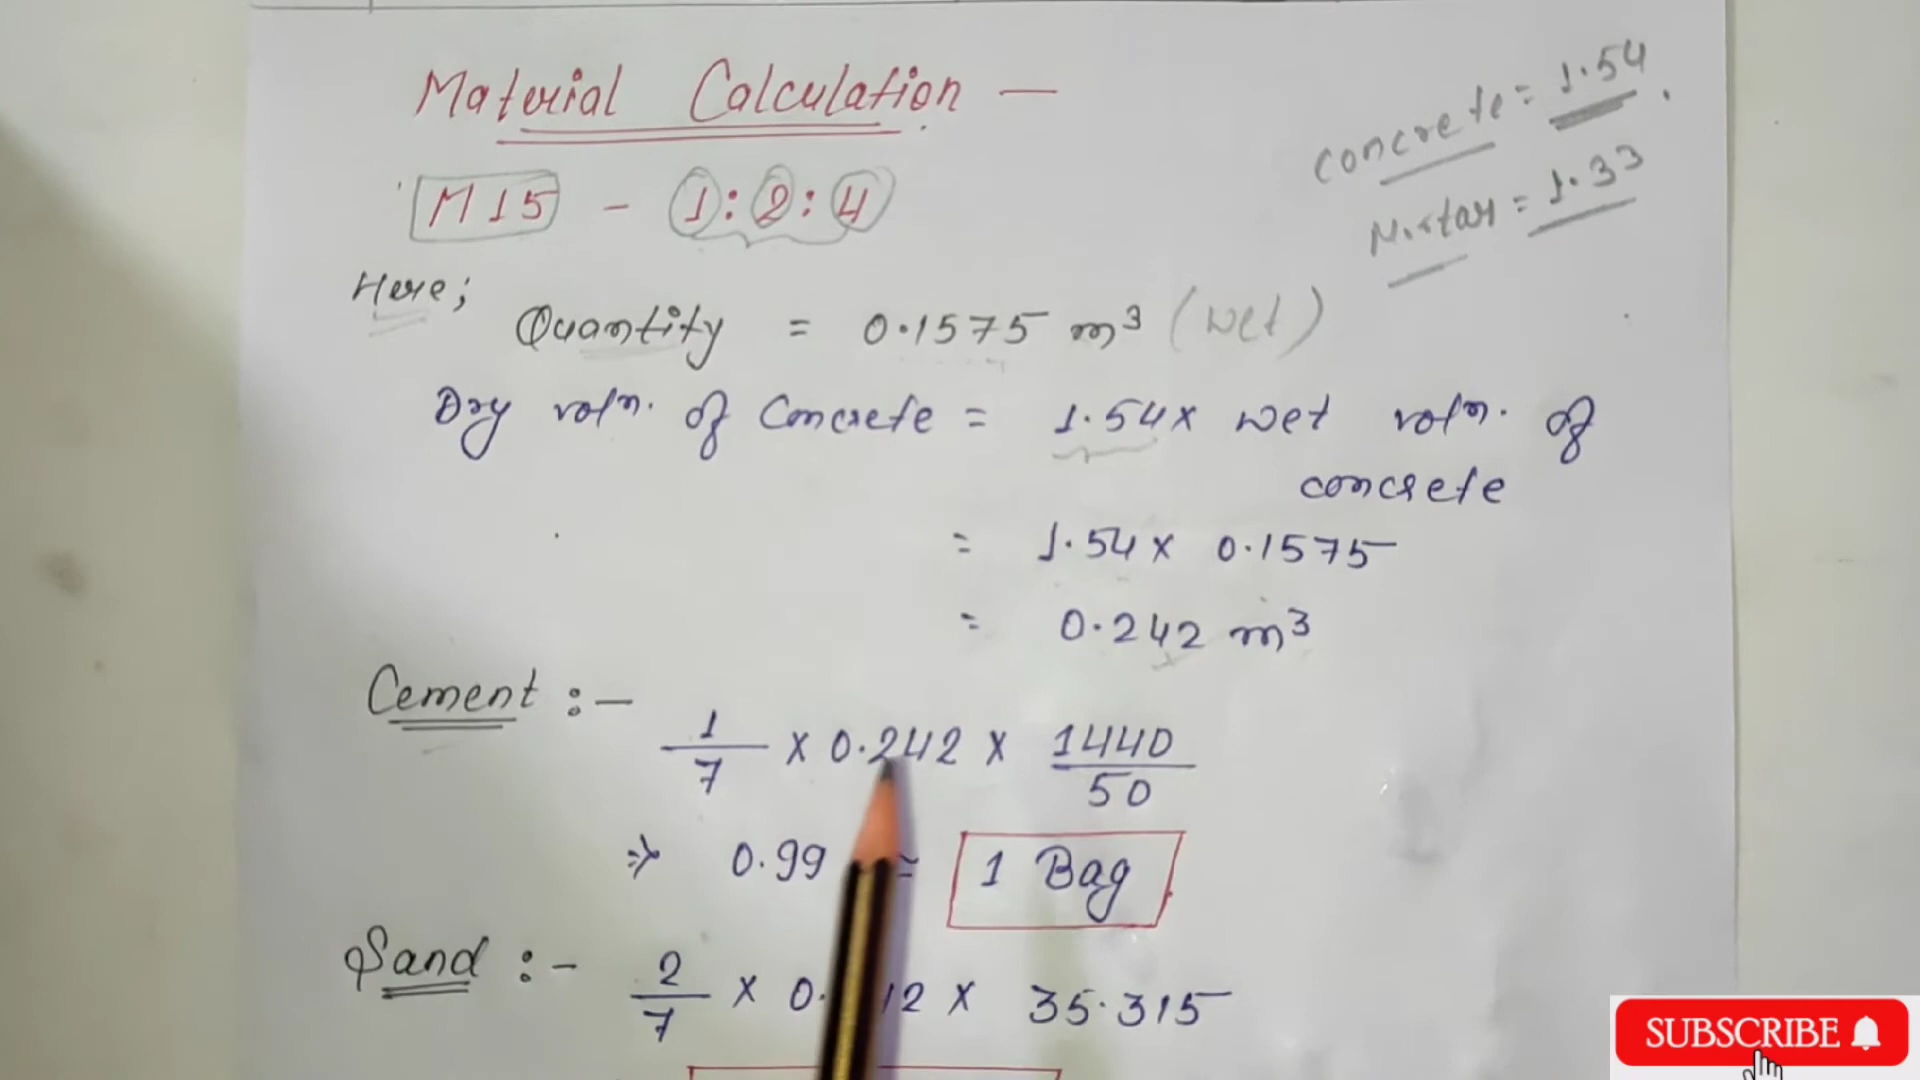 Material Calculation —
Concrete = 1.54
Mortar = 1.33
M15 - 1:2:4
Here;
Quantity = 0.1575 m³ (wet)
Dry volm. of Concrete = 1.54 x wet volm. of
concrete
= 1.54 x 0.1575
= 0.242 m³
Cement :- 1/7 x 0.242 x 1440/50
⇒ 0.99 = 1 Bag
Sand :- 2/7 x 0. 12 x 35.315
SUBSCRIBE